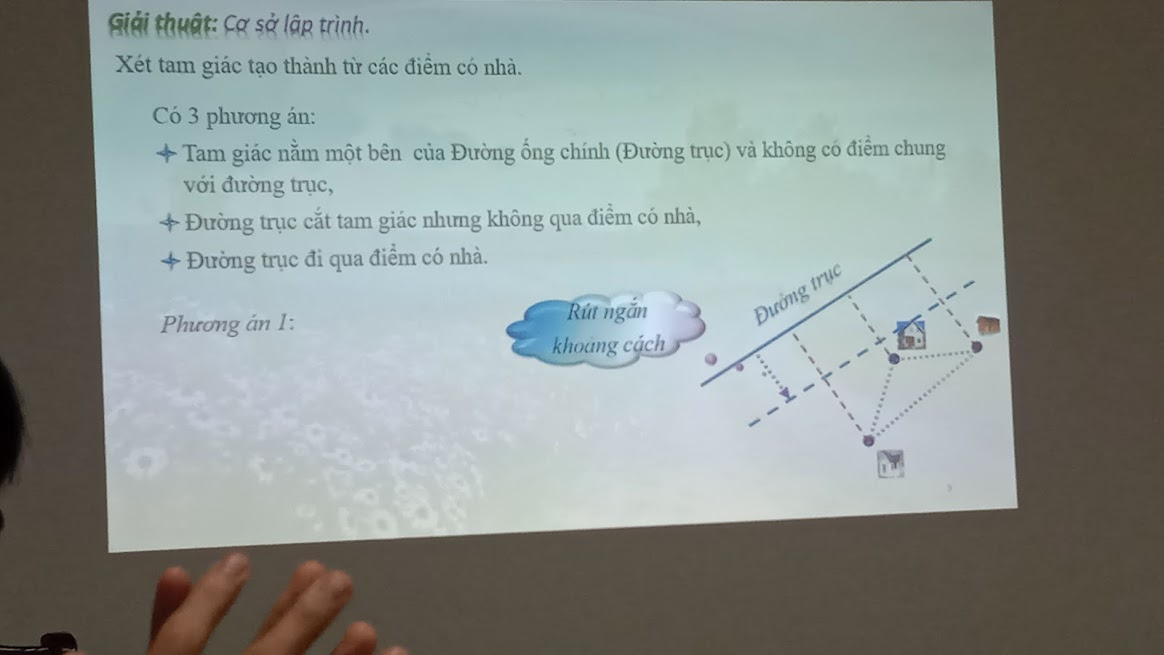 Giải thuật: Cơ sở lập trình.
Xét tam giác tạo thành từ các điểm có nhà.
Có 3 phương án:
Tam giác nằm một bên của Đường ống chính (Đường trục) và không có điểm chung
với đường trục,
Đường trục cắt tam giác nhưng không qua điểm có nhà,
Đường trục đi qua điểm có nhà.
Phương án 1:
Rút ngắn
khoảng cách
Đường trục
9